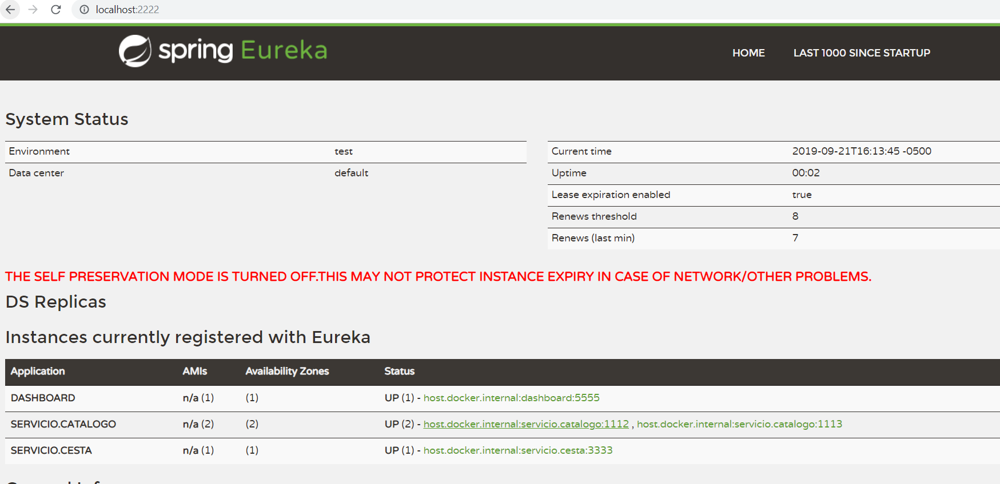 localhost:2222
spring Eureka
HOME LAST 1000 SINCE STARTUP
System Status
Environment test
Data center default
Current time 2019-09-21T16:13:45 -0500
Uptime 00:02
Lease expiration enabled true
Renews threshold 8
Renews (last min) 7
THE SELF PRESERVATION MODE IS TURNED OFF.THIS MAY NOT PROTECT INSTANCE EXPIRY IN CASE OF NETWORK/OTHER PROBLEMS.
DS Replicas
Instances currently registered with Eureka
Application AMIs Availability Zones Status
DASHBOARD n/a (1) (1) UP (1) - host.docker.internal:dashboard:5555
SERVICIO.CATALOGO n/a (2) (2) UP (2) - host.docker.internal:servicio.catalogo:1112 , host.docker.internal:servicio.catalogo:1113
SERVICIO.CESTA n/a (1) (1) UP (1) - host.docker.internal:servicio.cesta:3333